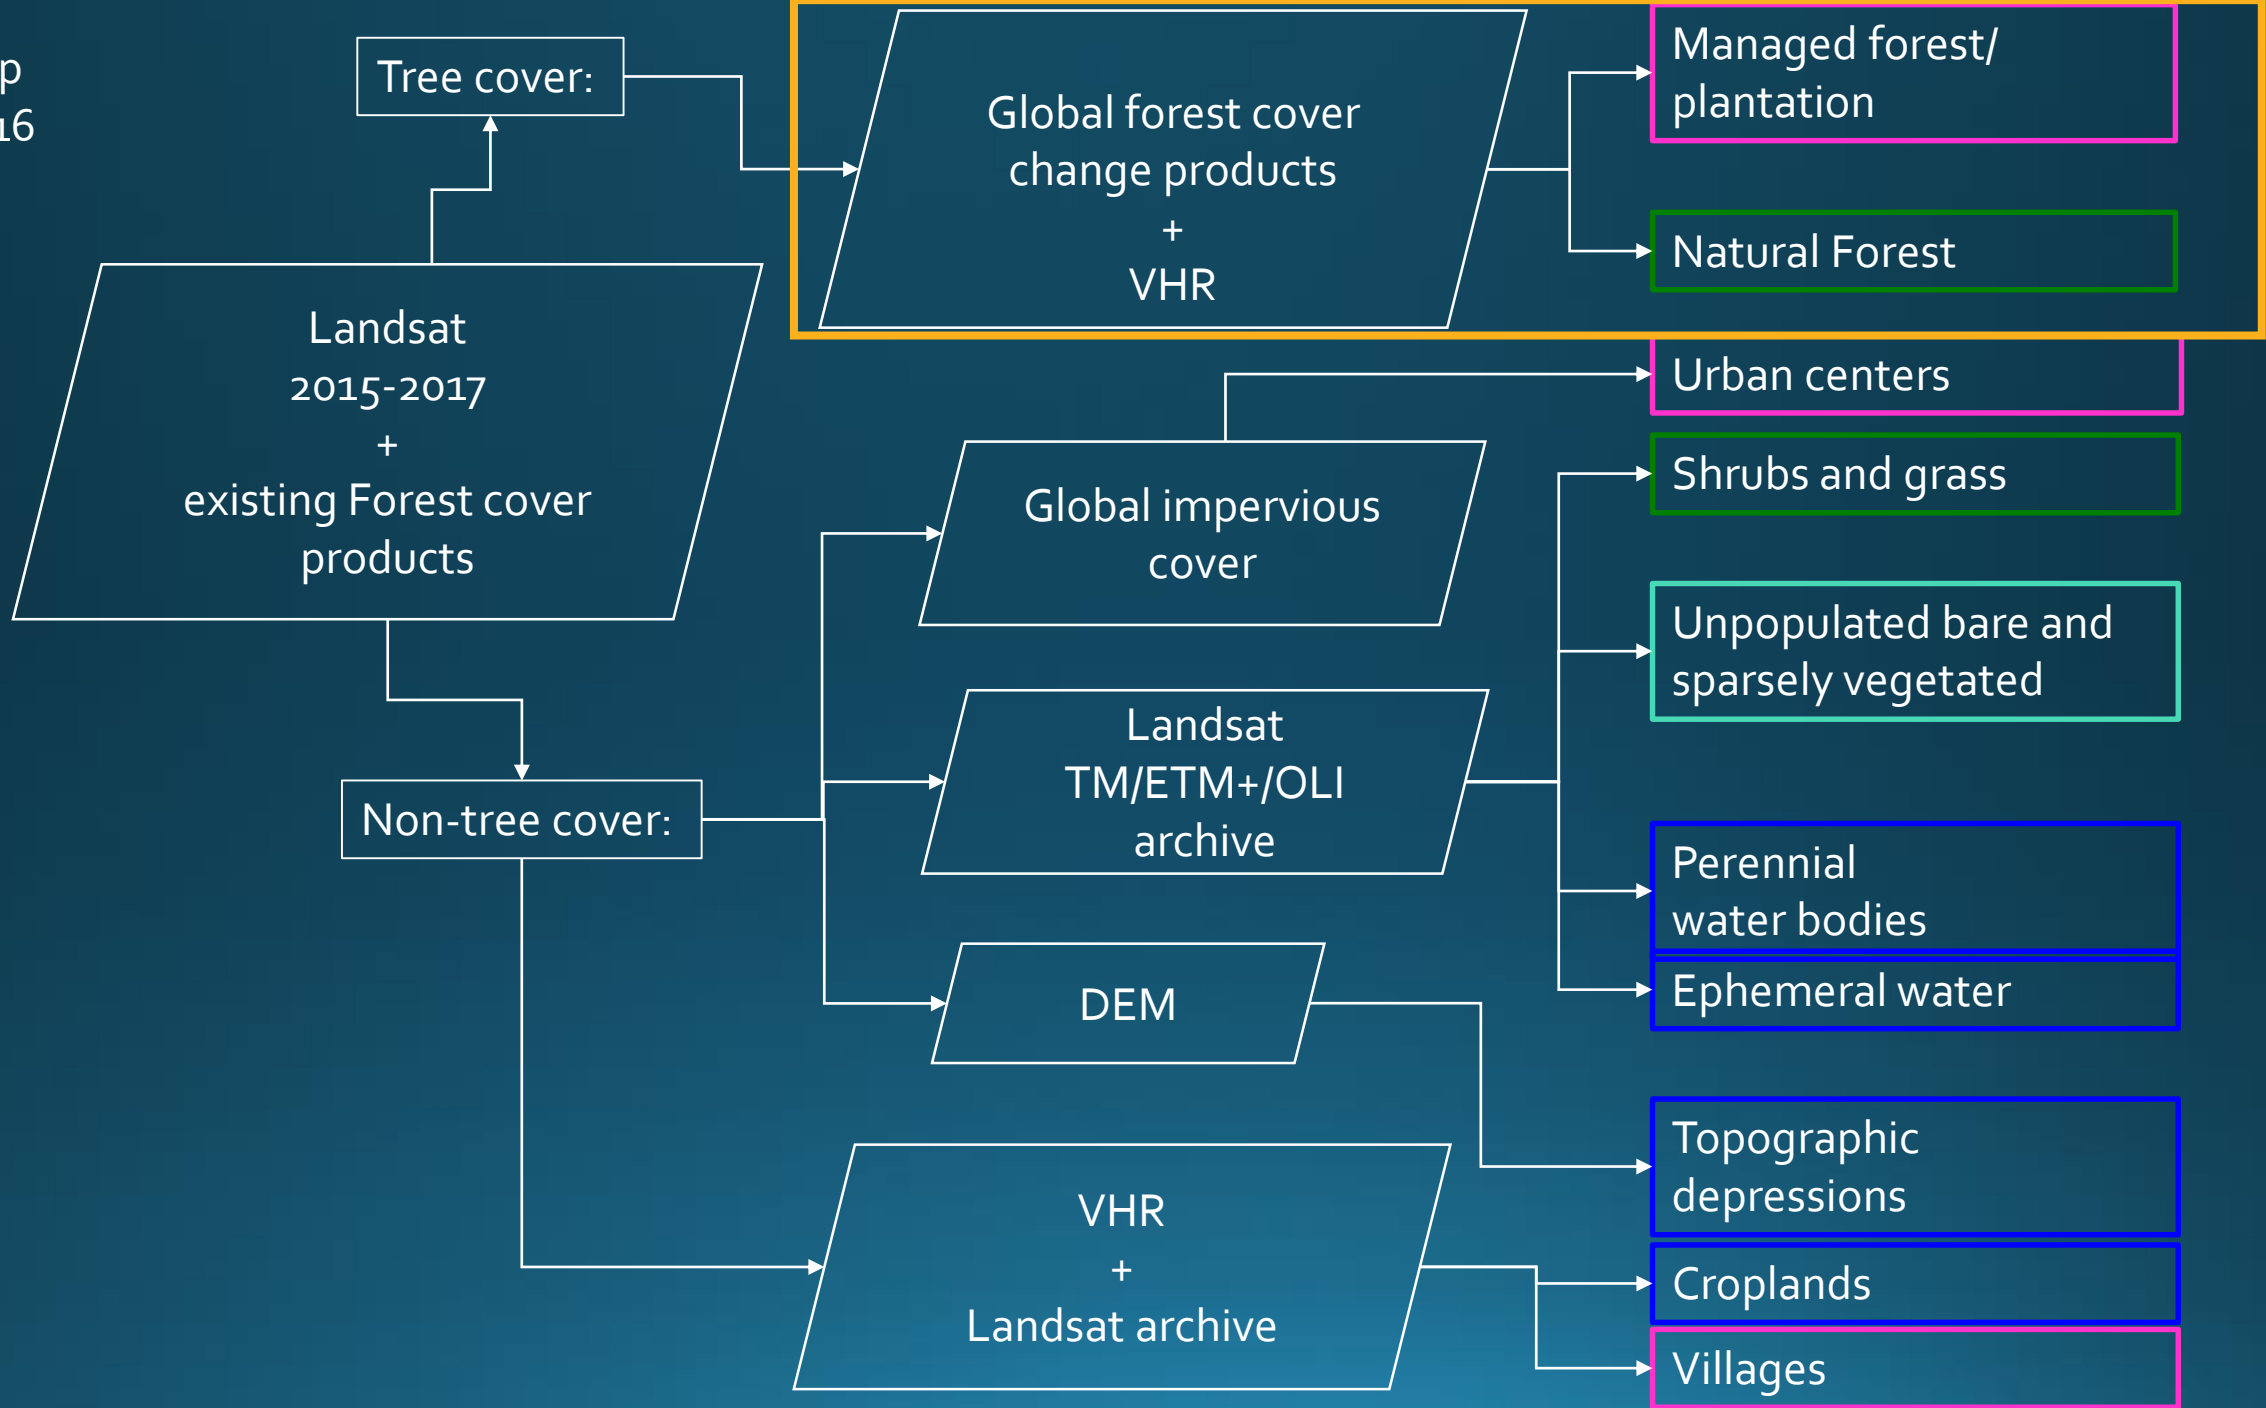 p
16
Tree cover:
Global forest cover
change products
+
VHR
Managed forest/
plantation
Natural Forest
Landsat
2015-2017
+
existing Forest cover
products
Urban centers
Global impervious
cover
Shrubs and grass
Unpopulated bare and
sparsely vegetated
Landsat
TM/ETM+/OLI
archive
Non-tree cover:
Perennial
water bodies
Ephemeral water
DEM
Topographic
depressions
VHR
+
Landsat archive
Croplands
Villages